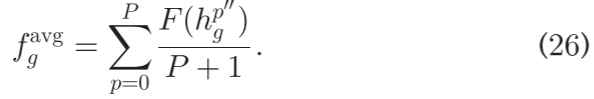 f_g^{avg} = \sum_{p=0}^{P} \frac{F(h_g^{p''})}{P + 1}. (26)